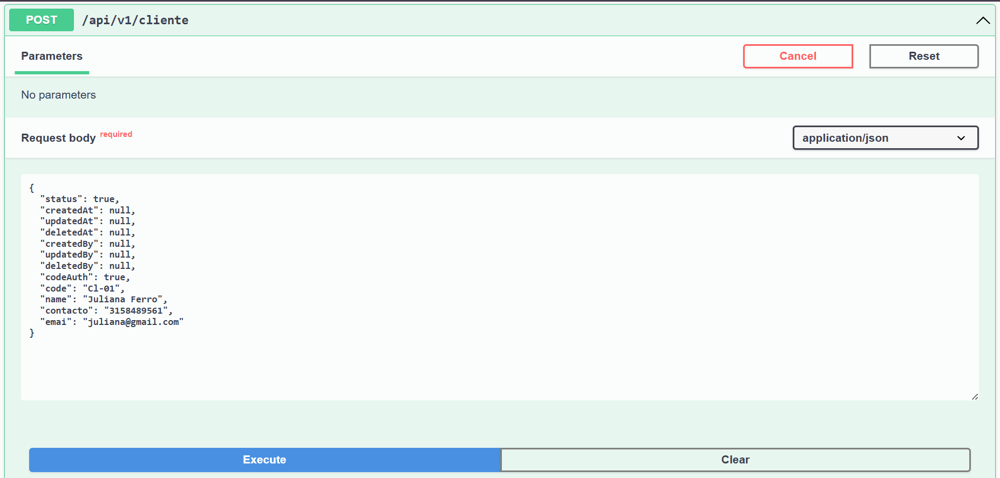 POST /api/v1/cliente
Parameters
Cancel
Reset
No parameters
Request body required
application/json
{
  "status": true,
  "createdAt": null,
  "updatedAt": null,
  "deletedAt": null,
  "createdBy": null,
  "updatedBy": null,
  "deletedBy": null,
  "codeAuth": true,
  "code": "Cl-01",
  "name": "Juliana Ferro",
  "contacto": "3158489561",
  "emai": "juliana@gmail.com"
}
Execute
Clear